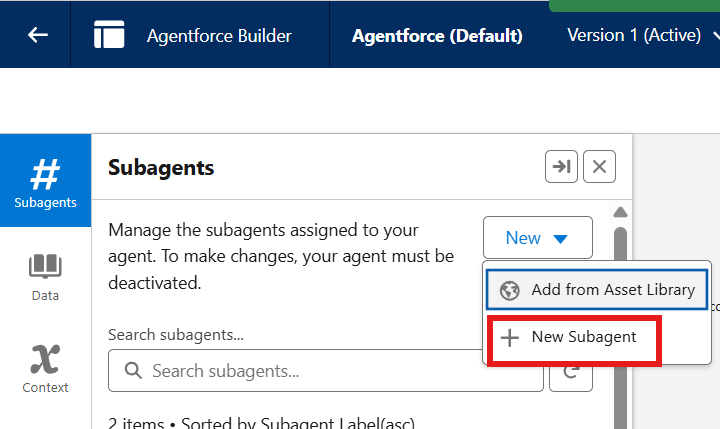 Agentforce Builder
Agentforce (Default)
Version 1 (Active)
Subagents
Subagents
Manage the subagents assigned to your
agent. To make changes, your agent must be
deactivated.
New
Add from Asset Library
New Subagent
Data
Search subagents...
Search subagents...
Context
2 items • Sorted by Subagent Label(asc)